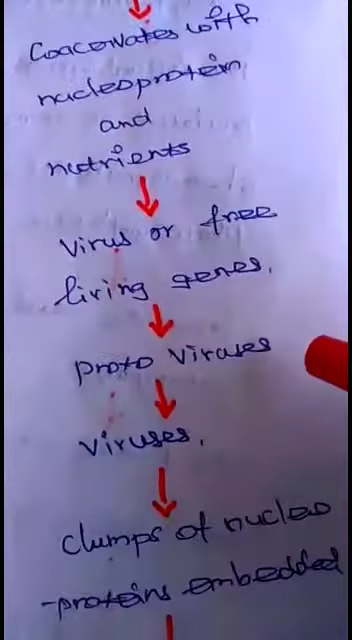 Coacervates with
nucleoprotein
and
nutrients
Virus or free
living genes.
proto viruses
viruses.
clumps of nucleo
-proteins embedded